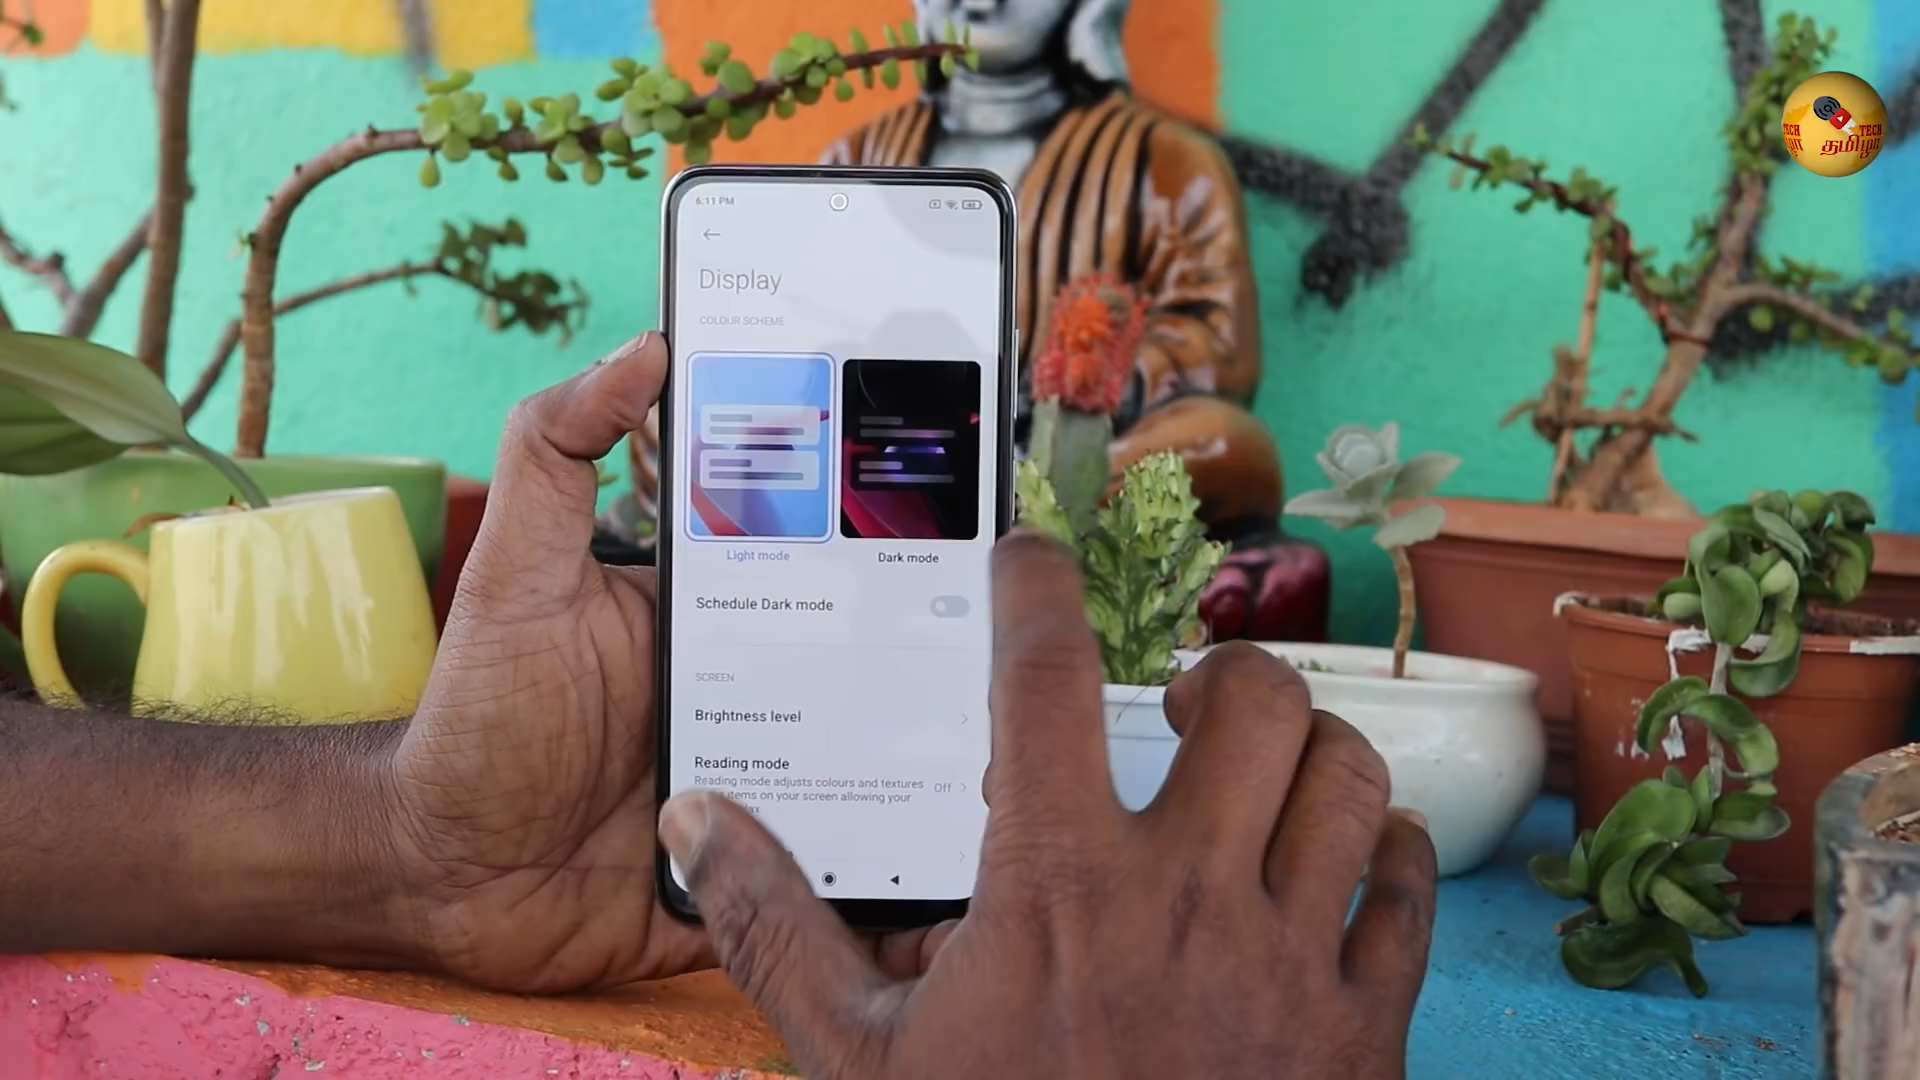 TECH
TECH
தமிழா
6:11 PM
Display
COLOUR SCHEME
Light mode
Dark mode
Schedule Dark mode
SCREEN
Brightness level
Reading mode
Reading mode adjusts colours and textures
items on your screen allowing your
Off